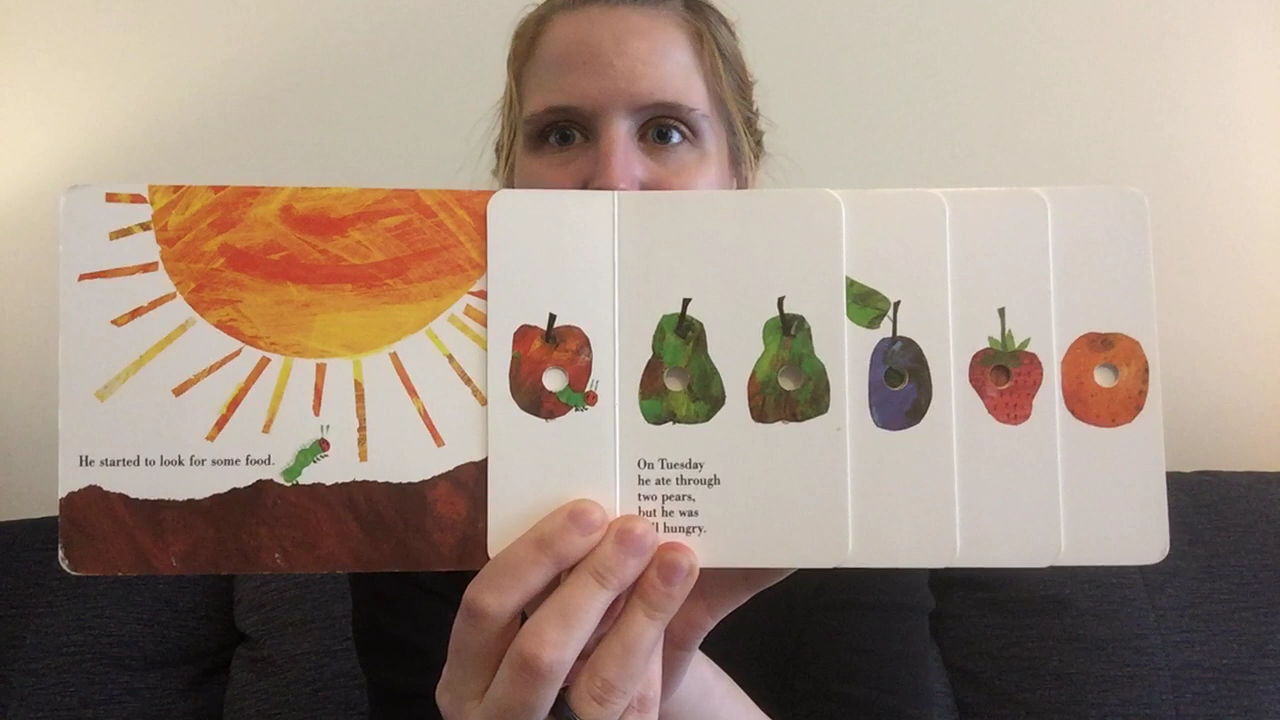 He started to look for some food.
On Tuesday
he ate through
two pears,
but he was
hungry.